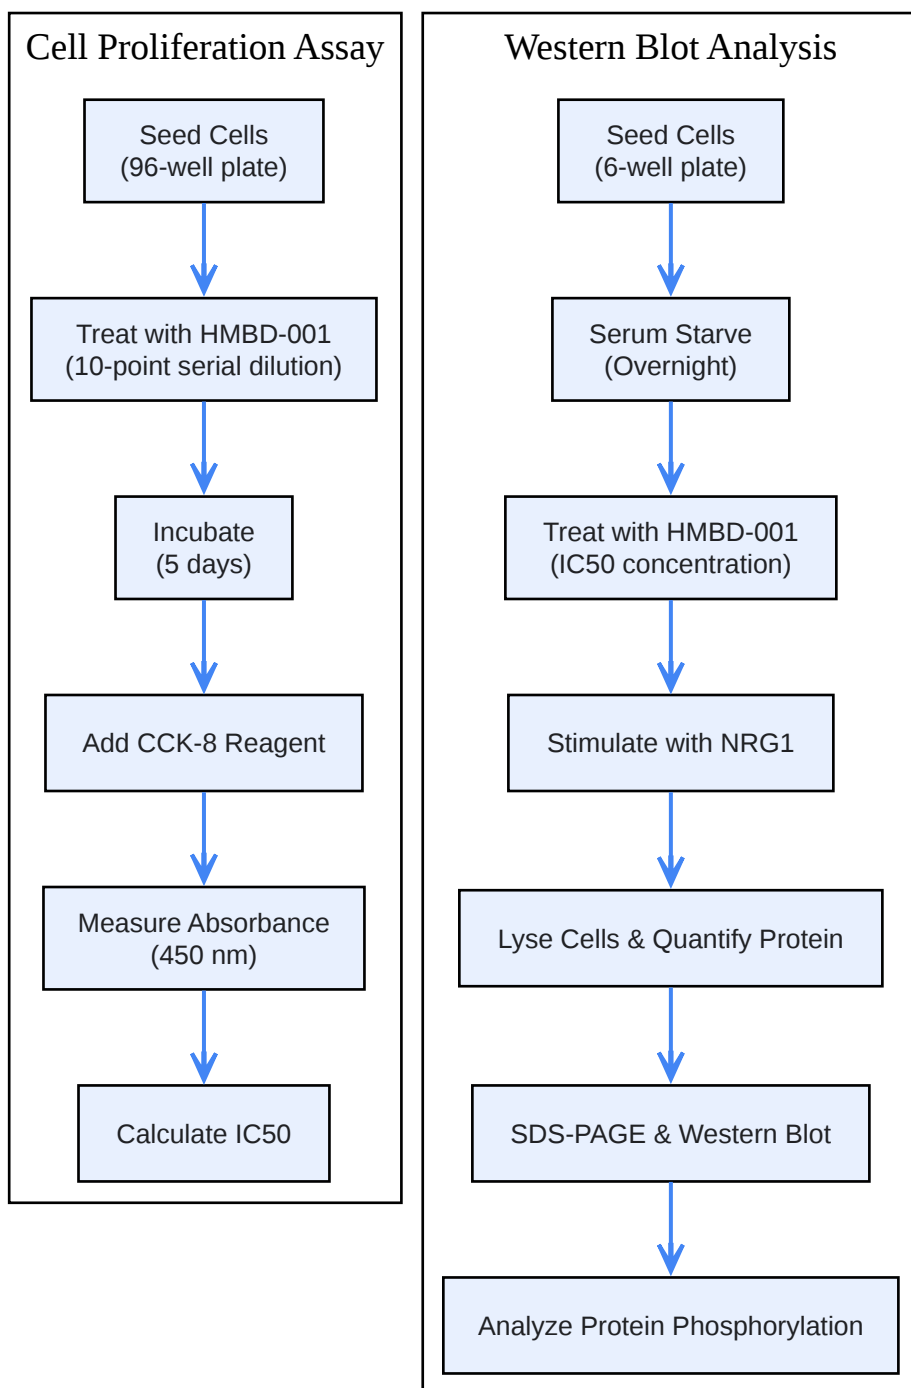 Cell Proliferation Assay
Seed Cells
(96-well plate)
Treat with HMBD-001
(10-point serial dilution)
Incubate
(5 days)
Add CCK-8 Reagent
Measure Absorbance
(450 nm)
Calculate IC50
Western Blot Analysis
Seed Cells
(6-well plate)
Serum Starve
(Overnight)
Treat with HMBD-001
(IC50 concentration)
Stimulate with NRG1
Lyse Cells & Quantify Protein
SDS-PAGE & Western Blot
Analyze Protein Phosphorylation